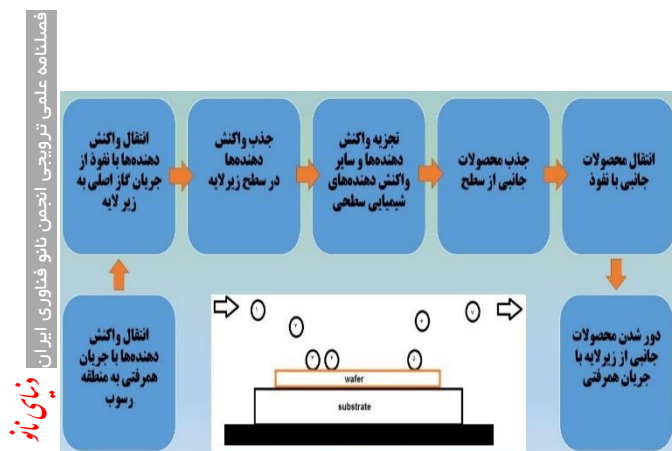 فصلنامه علمی ترویجی انجمن نانو فناوری ایران
دنیای نانو
انتقال واکنش
دهنده‌ها با نفوذ از
جریان گاز اصلی به
زیر لایه
جذب واکنش
دهنده‌ها
در سطح زیرلایه
تجزیه واکنش
دهنده‌ها و سایر
واکنش دهنده‌های
شیمیایی سطحی
جذب محصولات
جانبی از سطح
انتقال محصولات
جانبی با نفوذ
انتقال واکنش
دهنده‌ها با جریان
همرفتی به منطقه
رسوب
wafer
substrate
دور شدن محصولات
جانبی از زیرلایه با
جریان همرفتی